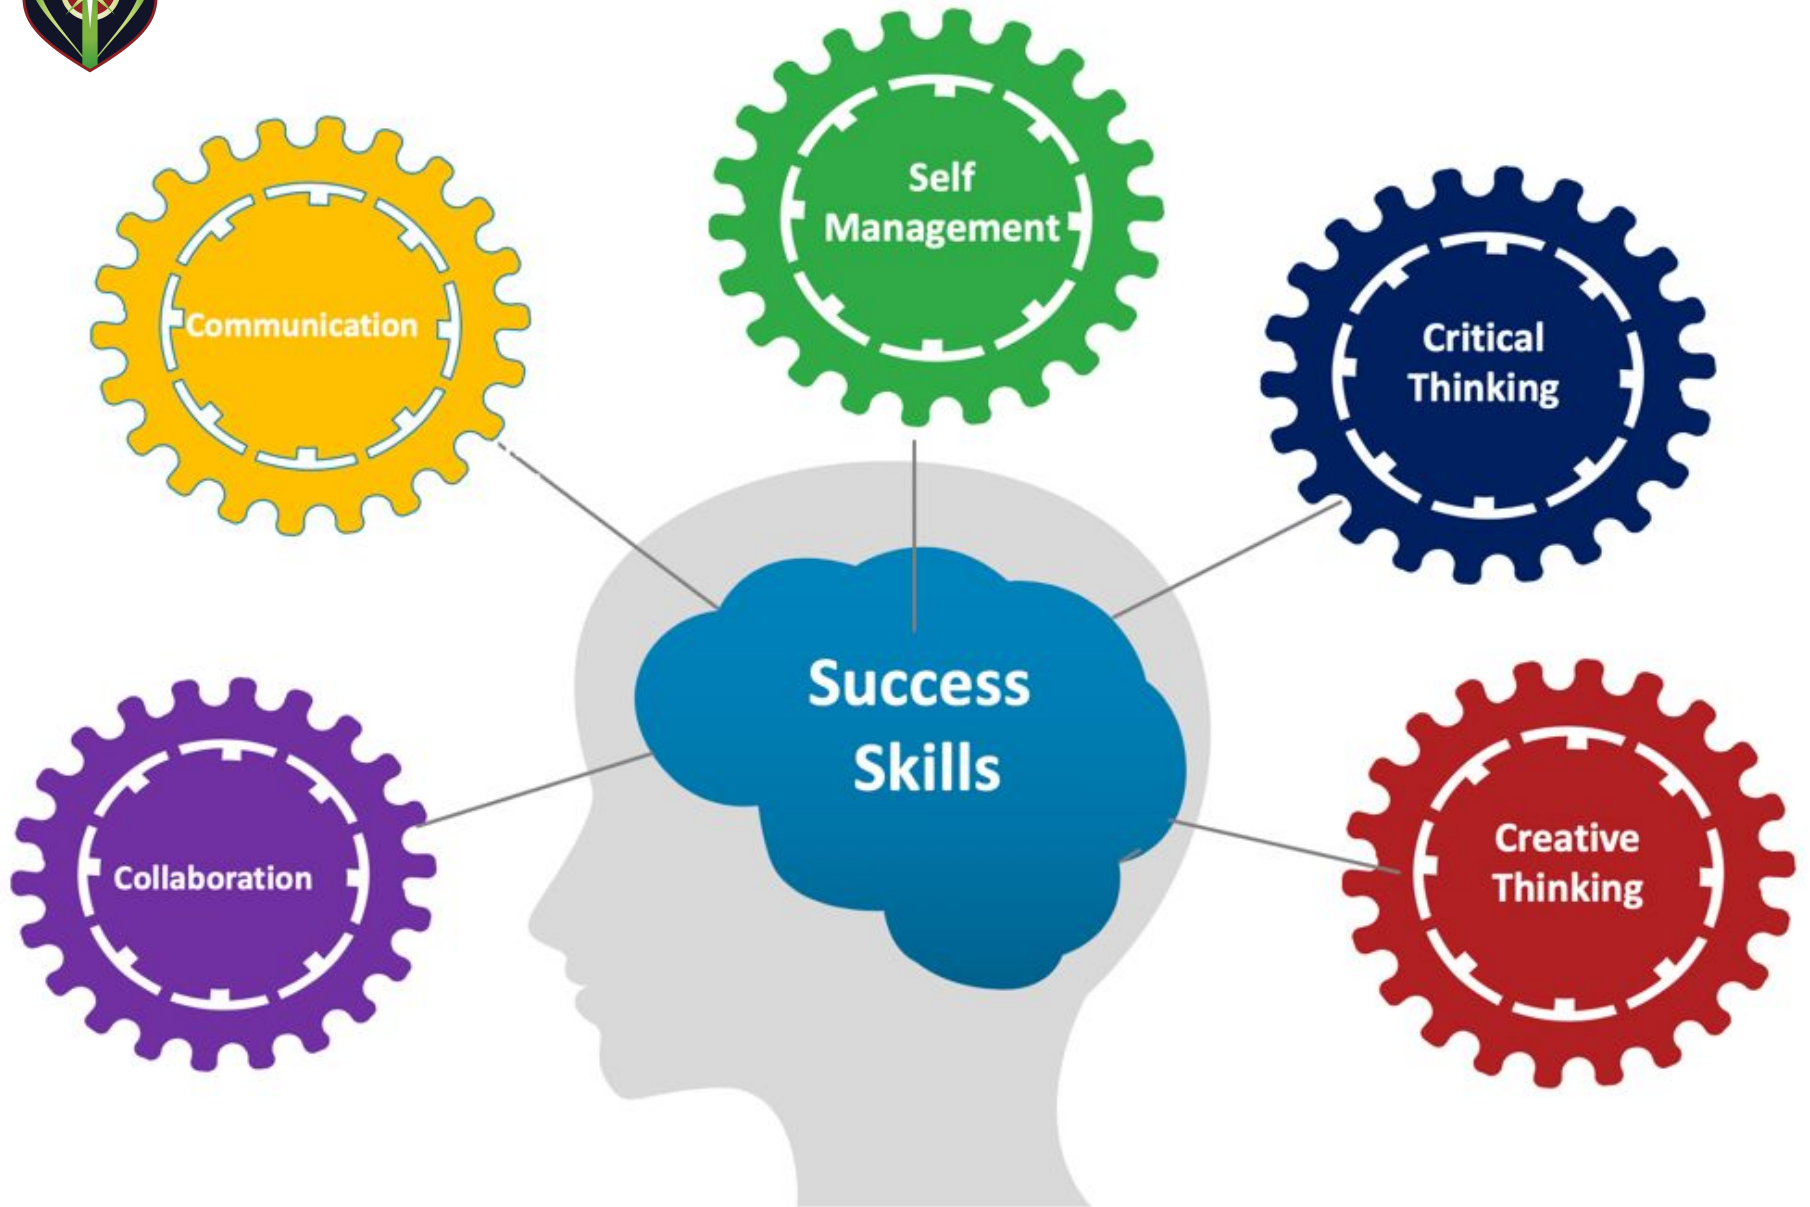 Self
Management
Communication
Critical
Thinking
Success
Skills
Collaboration
Creative
Thinking